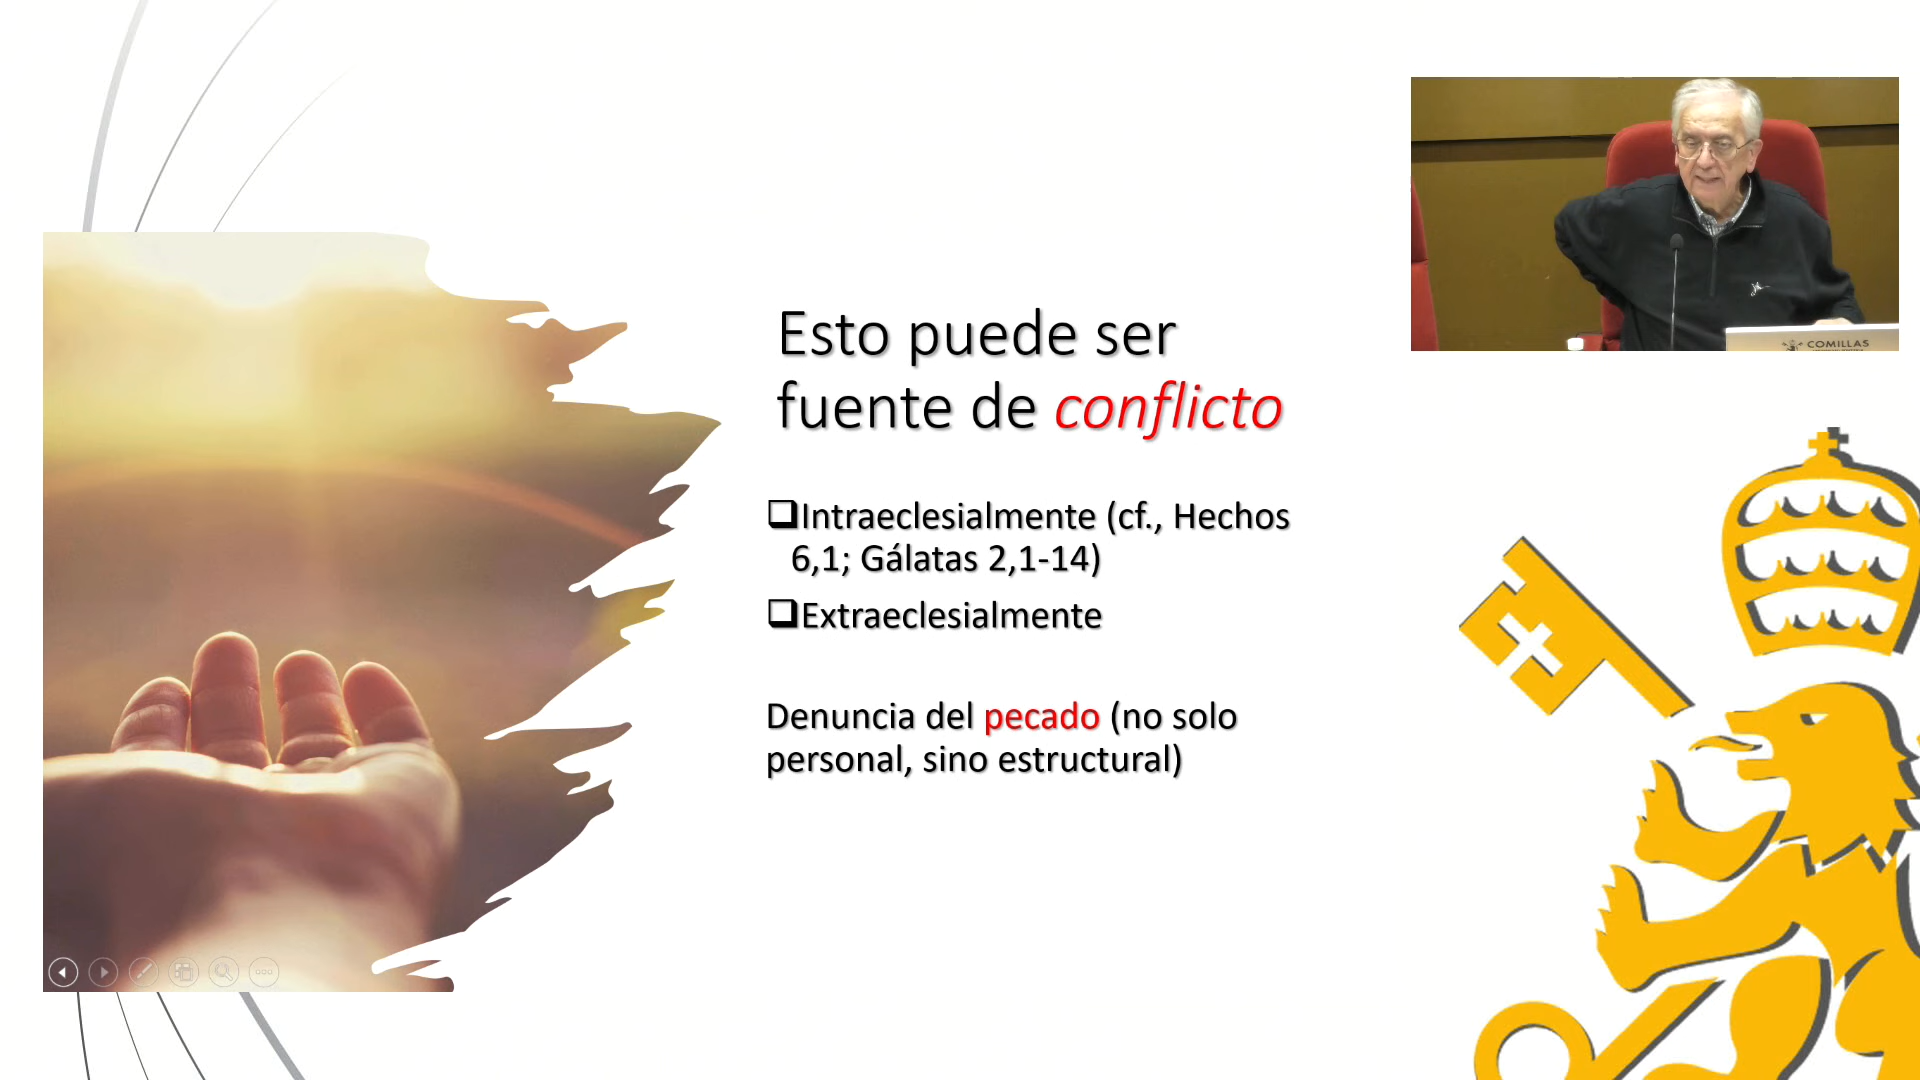 Esto puede ser
fuente de conflicto
❑Intraeclesialmente (cf., Hechos
6,1; Gálatas 2,1-14)
❑Extraeclesialmente
Denuncia del pecado (no solo
personal, sino estructural)
COMILLAS